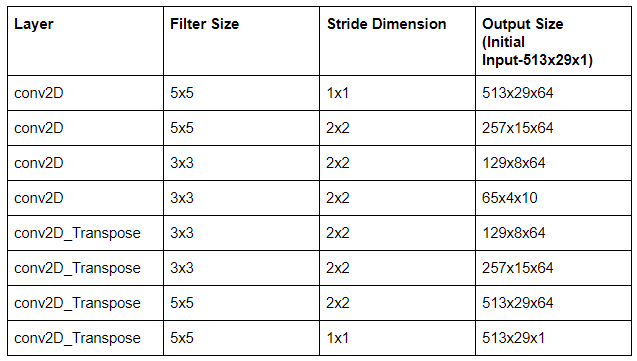 Layer Filter Size Stride Dimension Output Size
(Initial
Input-513x29x1)
conv2D 5x5 1x1 513x29x64
conv2D 5x5 2x2 257x15x64
conv2D 3x3 2x2 129x8x64
conv2D 3x3 2x2 65x4x10
conv2D_Transpose 3x3 2x2 129x8x64
conv2D_Transpose 3x3 2x2 257x15x64
conv2D_Transpose 5x5 2x2 513x29x64
conv2D_Transpose 5x5 1x1 513x29x1